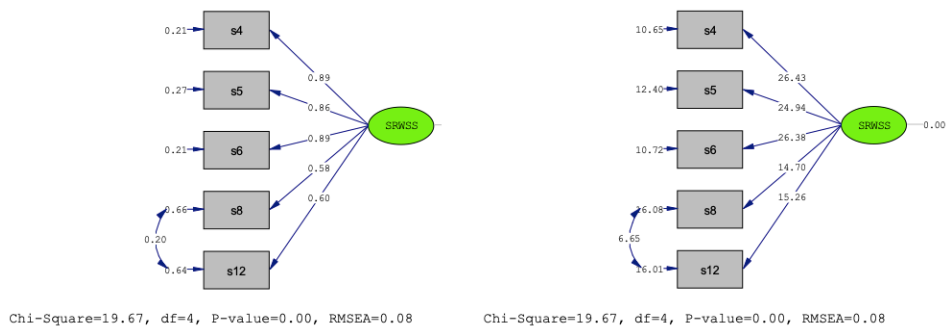 0.21
s4
0.89
0.27
s5
0.86
0.21
s6
0.89
SRWSS
0.58
0.66
s8
0.60
0.20
0.64
s12
Chi-Square=19.67, df=4, P-value=0.00, RMSEA=0.08
10.65
s4
26.43
12.40
s5
24.94
10.72
s6
26.38
SRWSS
0.00
14.70
16.08
s8
15.26
6.65
16.01
s12
Chi-Square=19.67, df=4, P-value=0.00, RMSEA=0.08